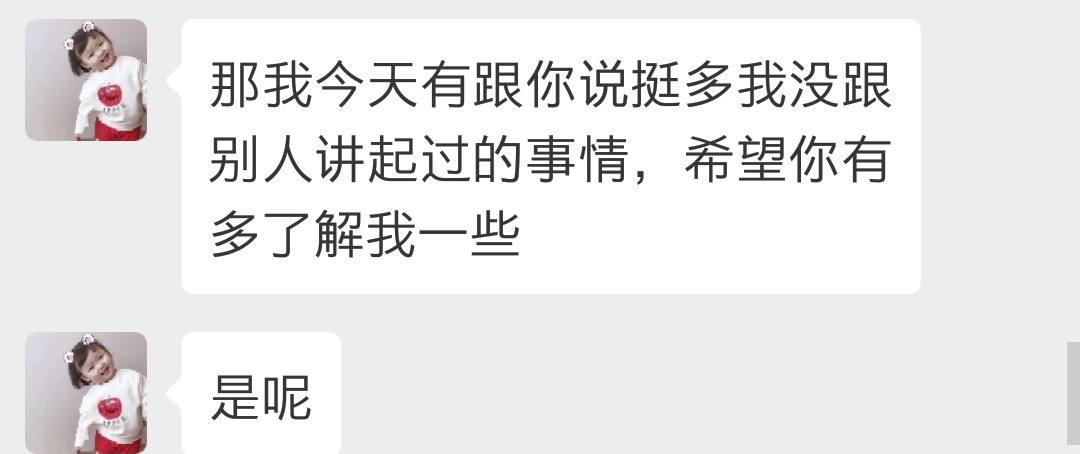 那我今天有跟你说挺多我没跟
别人讲起过的事情，希望你有
多了解我一些
是呢